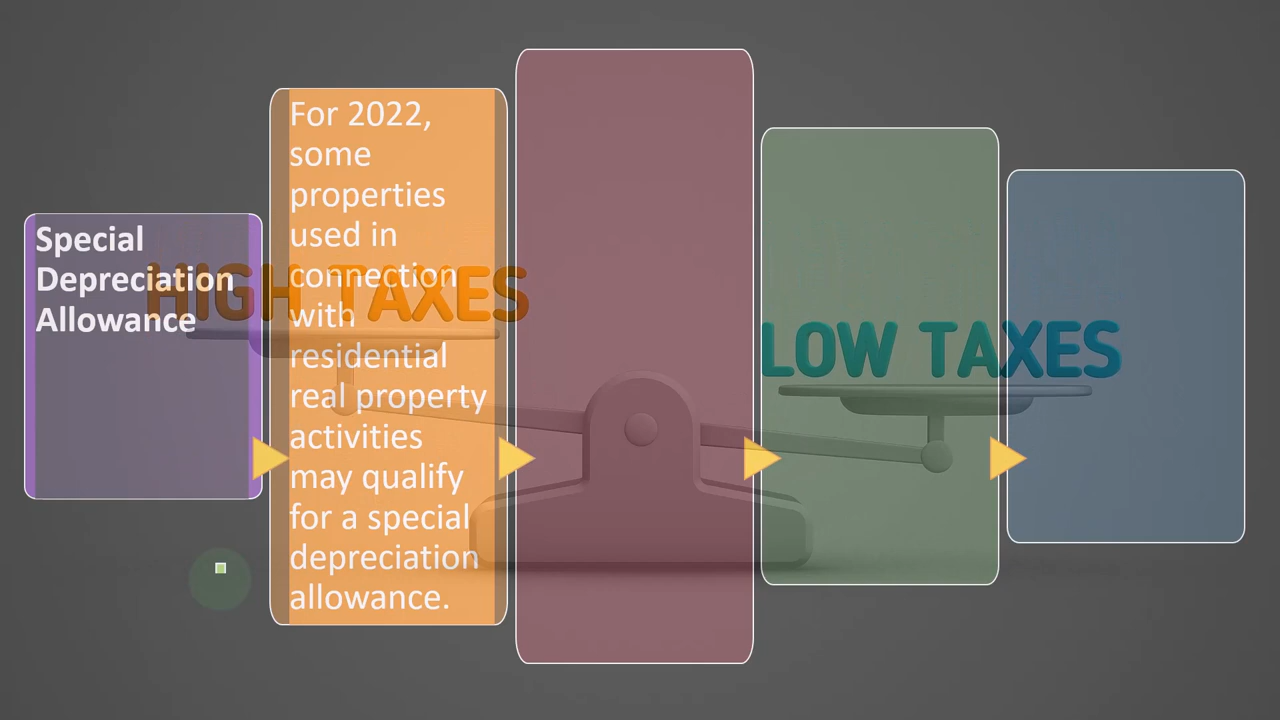 Special
Depreciation
Allowance
For 2022,
some
properties
used in
connection
with
residential
real property
activities
may qualify
for a special
depreciation
allowance.
HIGH TAXES
LOW TAXES